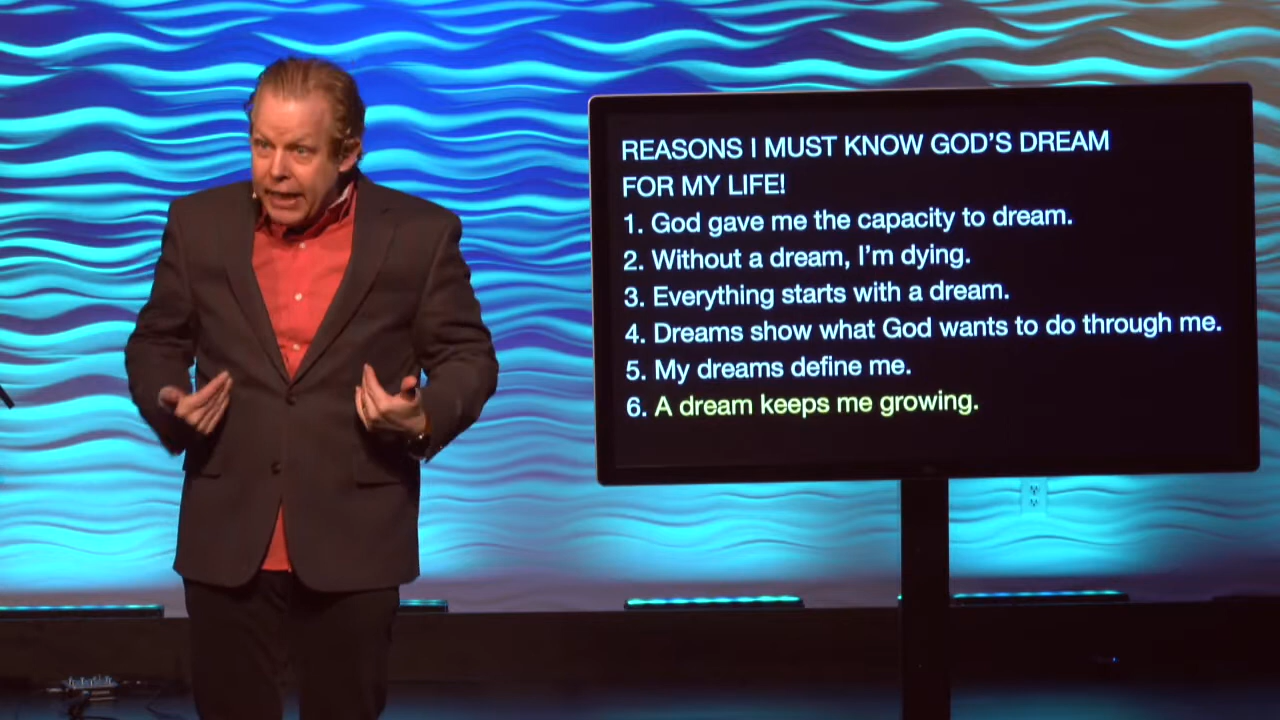 REASONS I MUST KNOW GOD’S DREAM
FOR MY LIFE!
1. God gave me the capacity to dream.
2. Without a dream, I’m dying.
3. Everything starts with a dream.
4. Dreams show what God wants to do through me.
5. My dreams define me.
6. A dream keeps me growing.